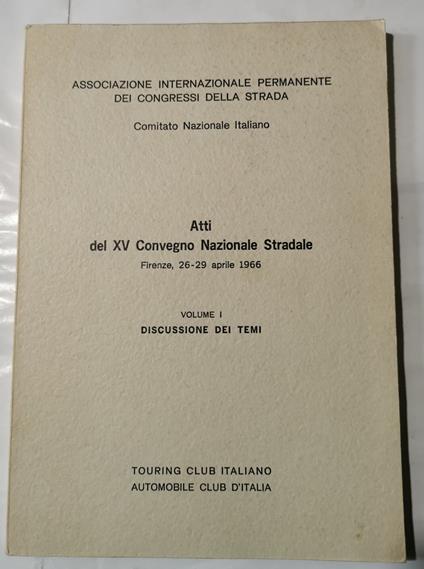 ASSOCIAZIONE INTERNAZIONALE PERMANENTE
DEI CONGRESSI DELLA STRADA
Comitato Nazionale Italiano
Atti
del XV Convegno Nazionale Stradale
Firenze, 26-29 aprile 1966
VOLUME I
DISCUSSIONE DEI TEMI
TOURING CLUB ITALIANO
AUTOMOBILE CLUB D'ITALIA